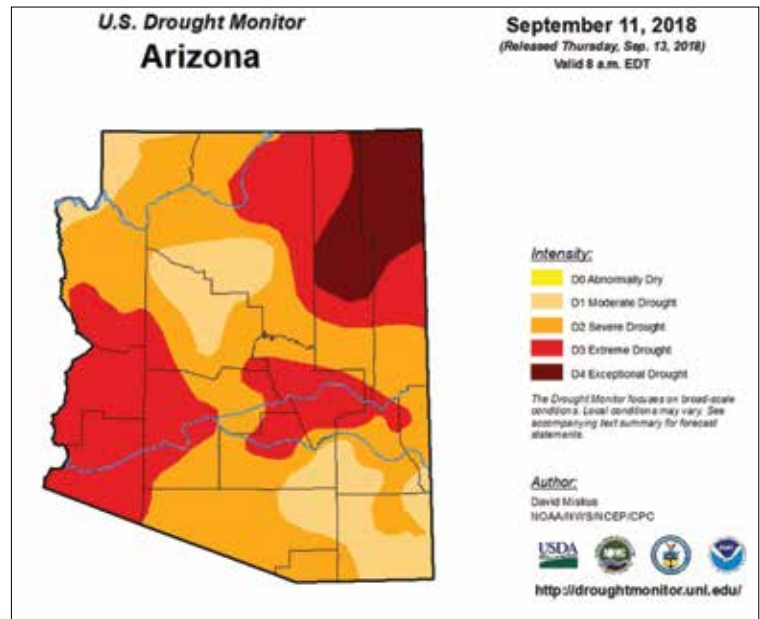 U.S. Drought Monitor
Arizona
September 11, 2018
(Released Thursday, Sep. 13, 2018)
Valid 8 a.m. EDT
Intensity:
D0 Abnormally Dry
D1 Moderate Drought
D2 Severe Drought
D3 Extreme Drought
D4 Exceptional Drought
The Drought Monitor focuses on broad-scale
conditions. Local conditions may vary. See
accompanying text summary for forecast
statements.
Author:
David Miskus
NOAA/NWS/NCEP/CPC
USDA
http://droughtmonitor.unl.edu/